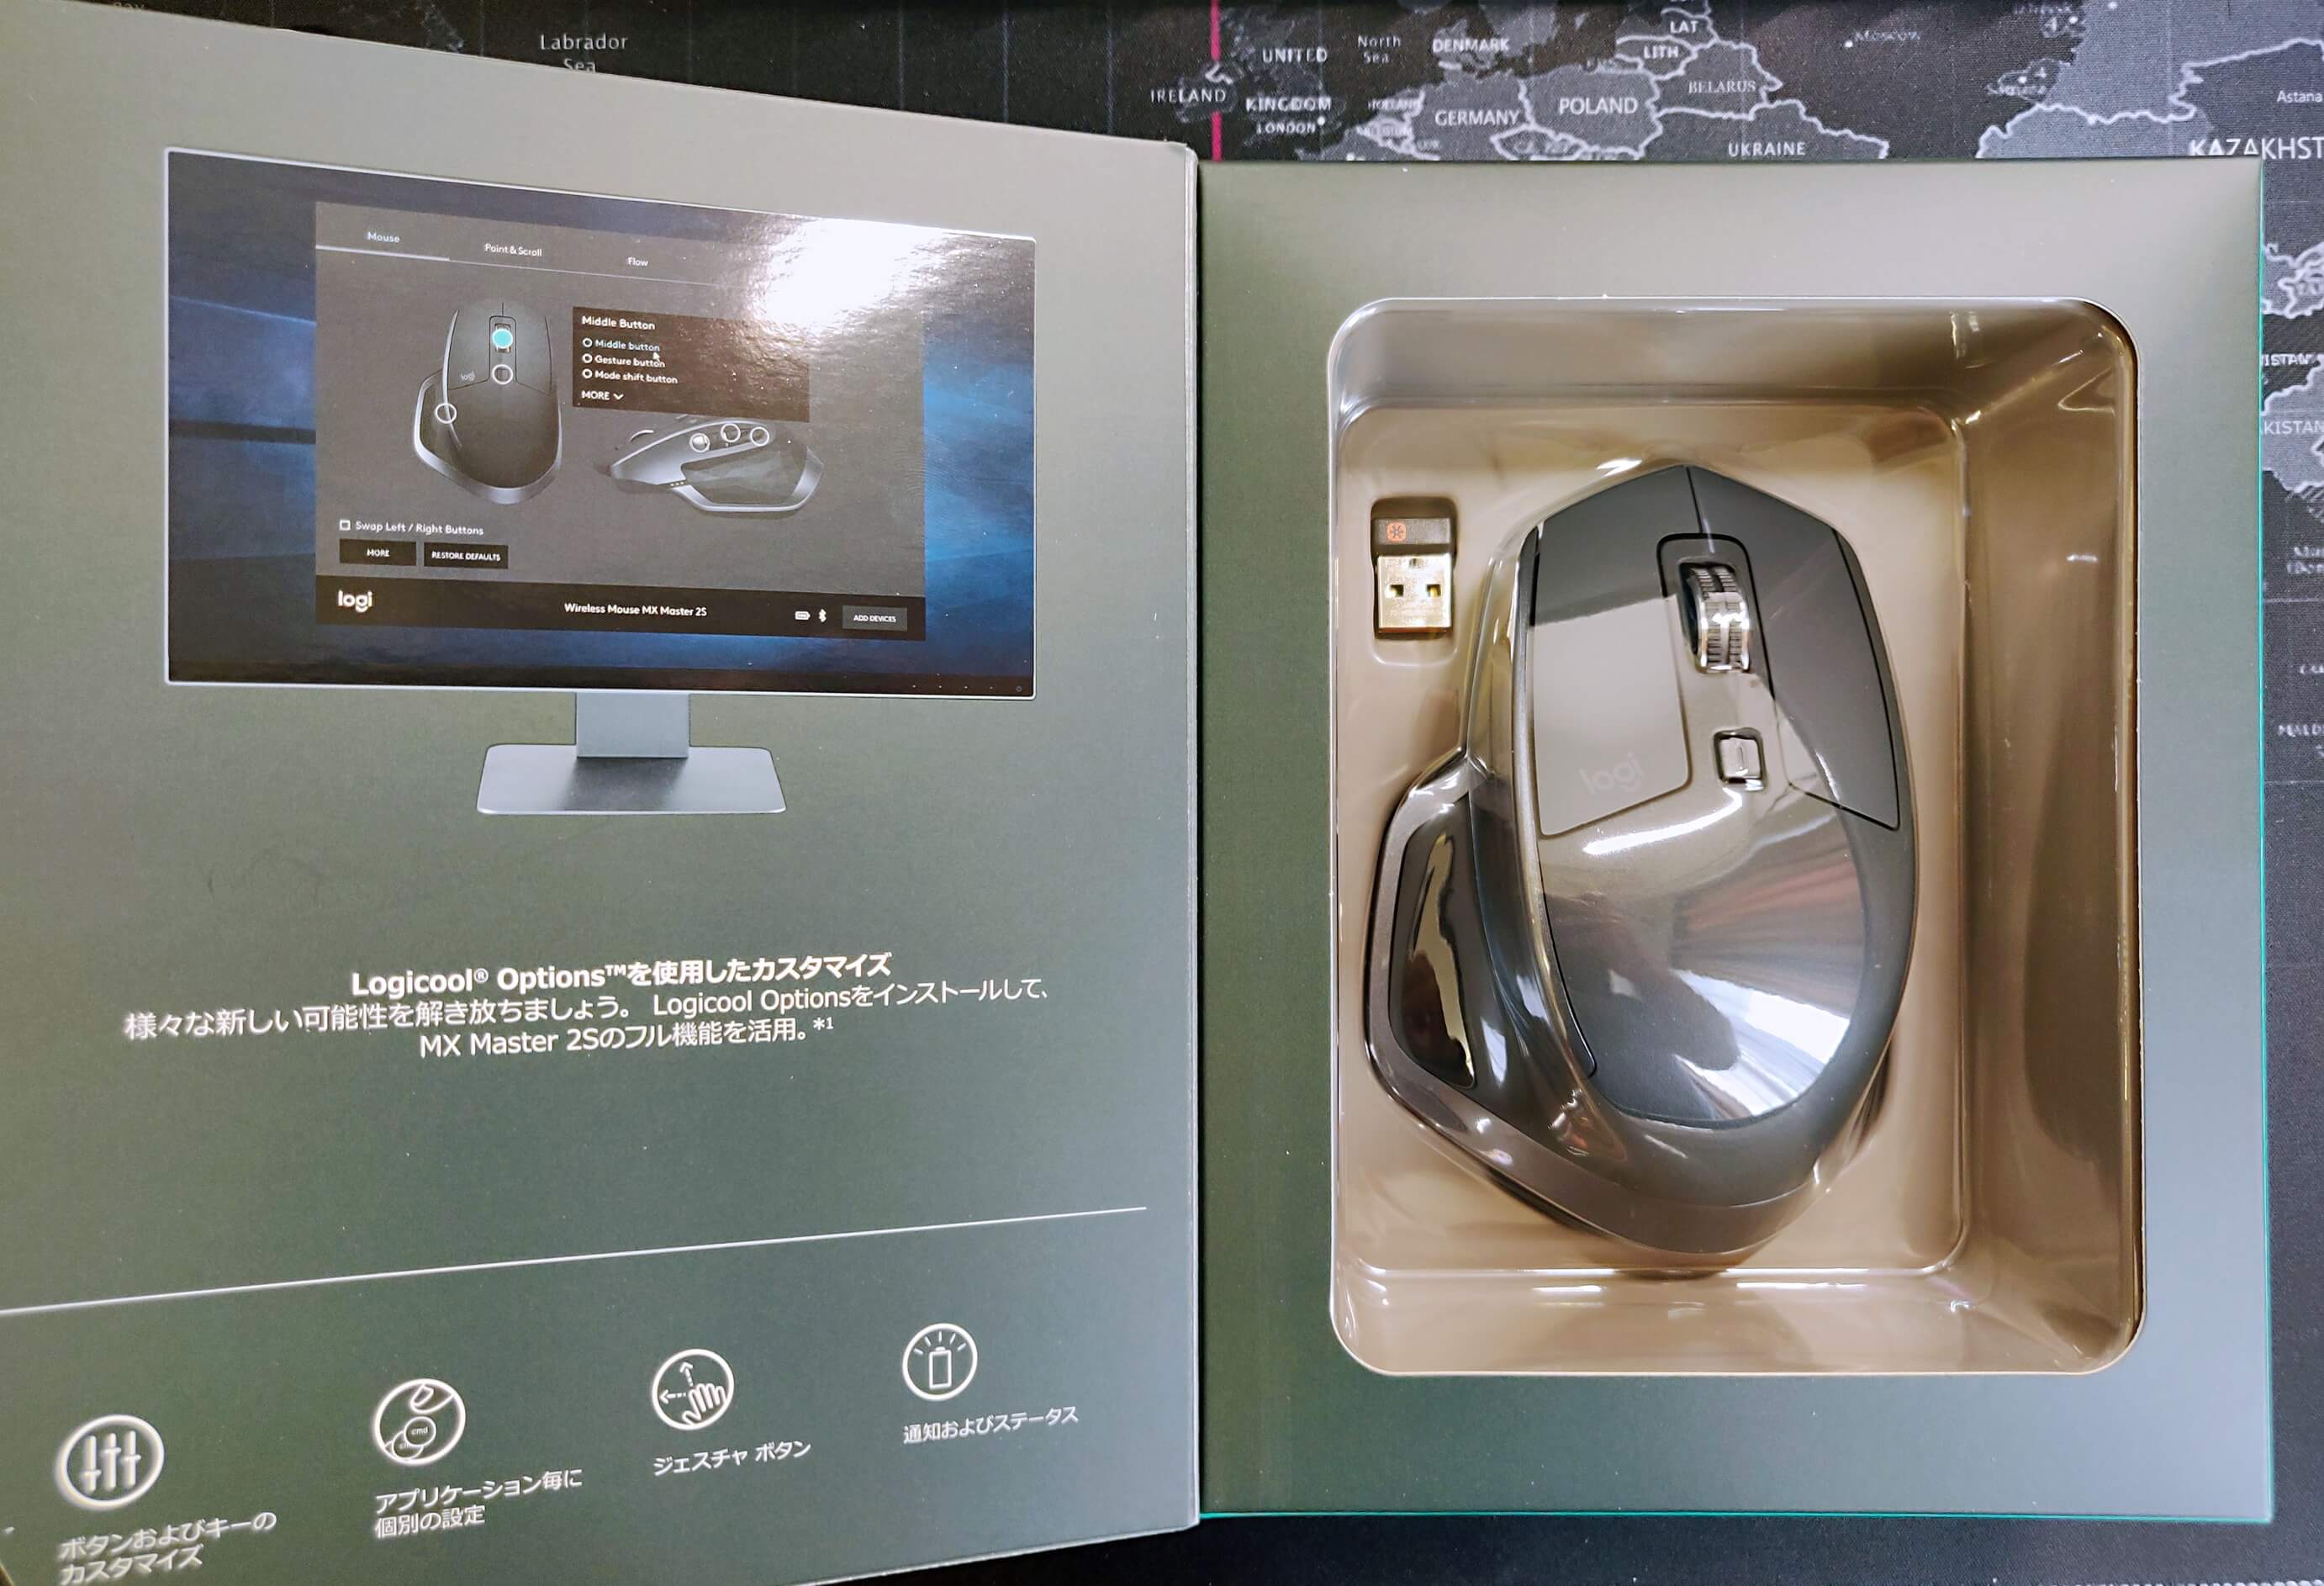 Labrador
Sea
UNITED
KINGDOM
LONDON
IRELAND
North
Sea
DENMARK
GERMANY
POLAND
LAT
LITH
BELARUS
UKRAINE
Moscow
Astana
KAZAKHST
KISTAN
Mouse
Point & Scroll
Flow
Middle Button
Middle button
Gesture button
Mode shift button
MORE
logi
Swap Left / Right Buttons
MORE
RESTORE DEFAULTS
logi
Wireless Mouse MX Master 2S
ADD DEVICES
Logicool® Options™を使用したカスタマイズ
様々な新しい可能性を解き放ちましょう。 Logicool Optionsをインストールして、
MX Master 2Sのフル機能を活用。*1
ボタンおよびキーの
カスタマイズ
cmd
アプリケーション毎に
個別の設定
ジェスチャ ボタン
通知およびステータス
logi